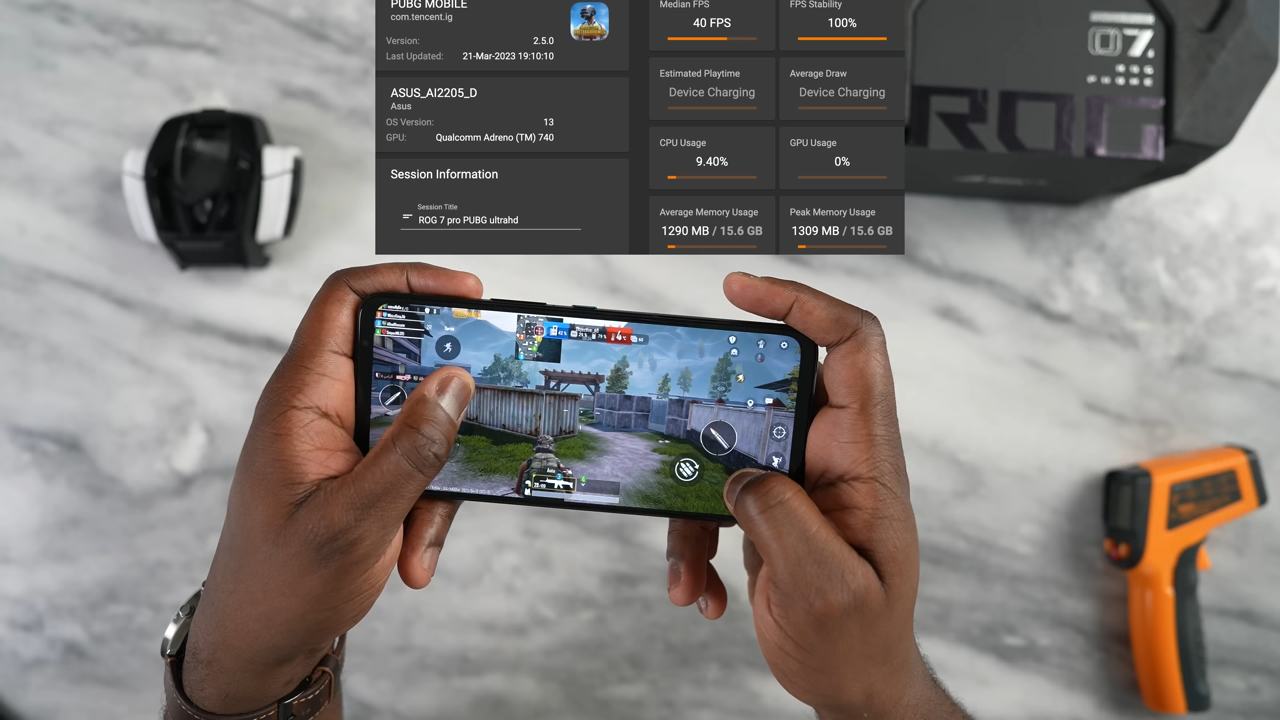 PUBG MOBILE
com.tencent.ig
Version: 2.5.0
Last Updated: 21-Mar-2023 19:10:10
ASUS_AI2205_D
Asus
OS Version: 13
GPU: Qualcomm Adreno (TM) 740
Session Information
Session Title
ROG 7 pro PUBG ultrahd
Median FPS
40 FPS
FPS Stability
100%
Estimated Playtime
Device Charging
Average Draw
Device Charging
CPU Usage
9.40%
GPU Usage
0%
Average Memory Usage
1290 MB / 15.6 GB
Peak Memory Usage
1309 MB / 15.6 GB
07
ROG